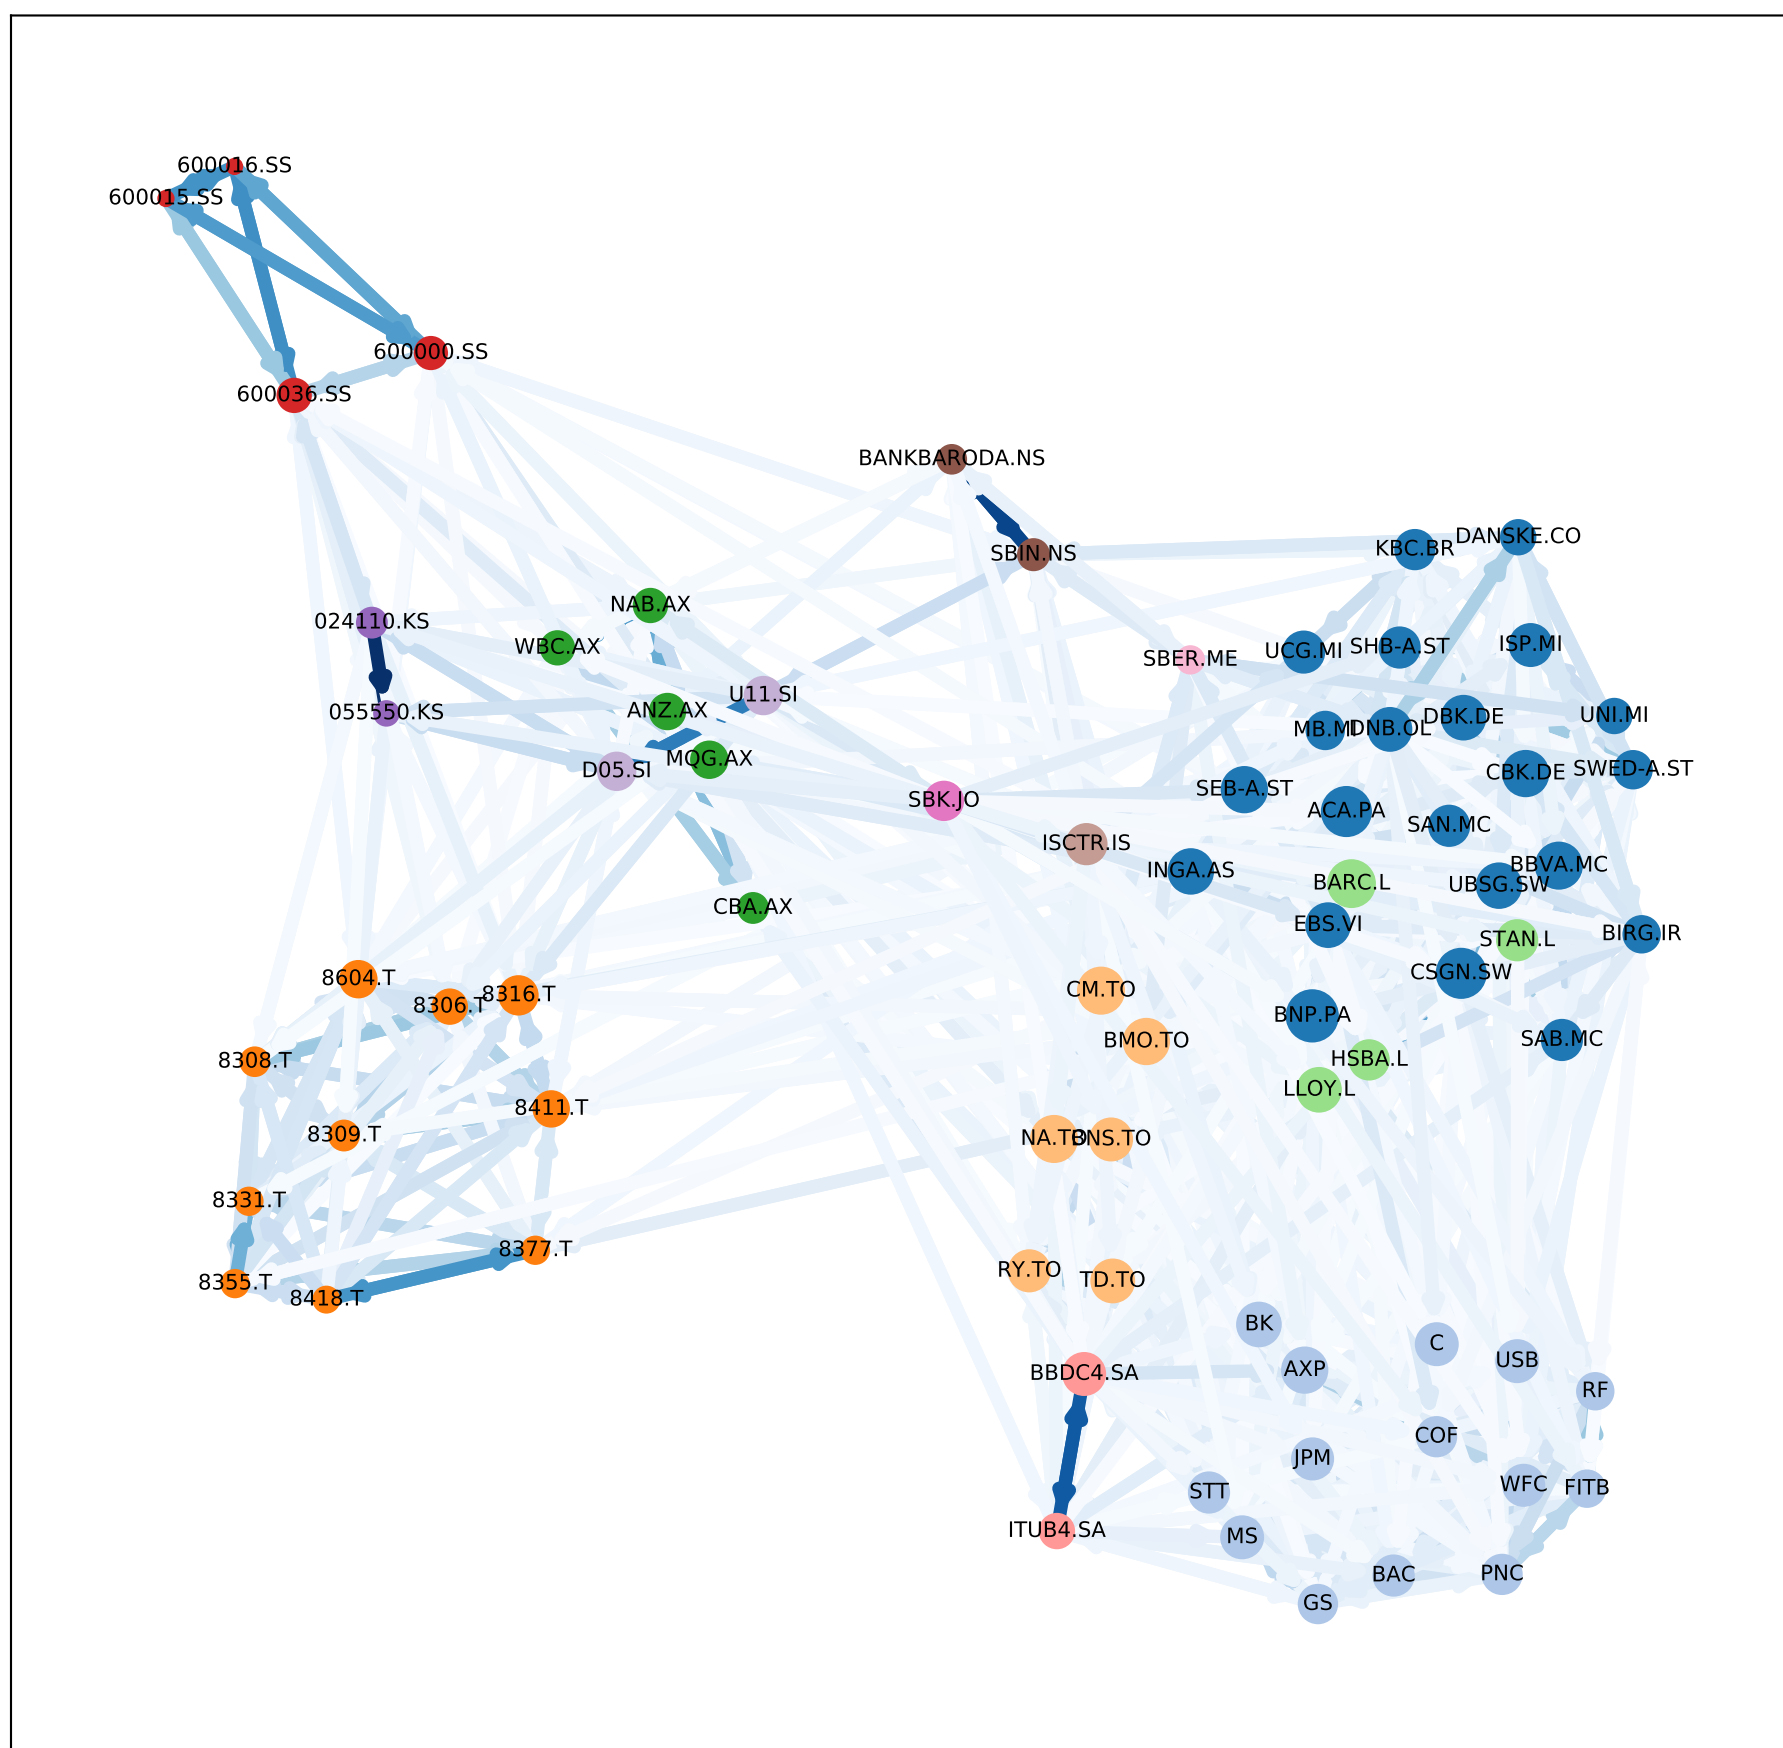 600016.SS
600015.SS
600000.SS
600036.SS
BANKBARODA.NS
SBIN.NS
DANSKE.CO
KBC.BR
NAB.AX
024110.KS
WBC.AX
SBER.ME
UCG.MI
SHB-A.ST
ISP.MI
U11.SI
055550.KS
ANZ.AX
MB.MI
DNB.OL
DBK.DE
UNI.MI
MQG.AX
D05.SI
CBK.DE
SWED-A.ST
SEB-A.ST
SBK.JO
ACA.PA
SAN.MC
ISCTR.IS
INGA.AS
BBVA.MC
BARC.L
UBSG.SW
CBA.AX
EBS.VI
STAN.L
BIRG.IR
8604.T
8306.T
8316.T
CSGN.SW
CM.TO
BNP.PA
BMO.TO
SAB.MC
8308.T
HSBA.L
LLOY.L
8411.T
8309.T
NA.TO
BNS.TO
8331.T
8377.T
RY.TO
TD.TO
8355.T
8418.T
BK
C
USB
AXP
BBDC4.SA
RF
COF
JPM
WFC
FITB
STT
ITUB4.SA
MS
BAC
PNC
GS